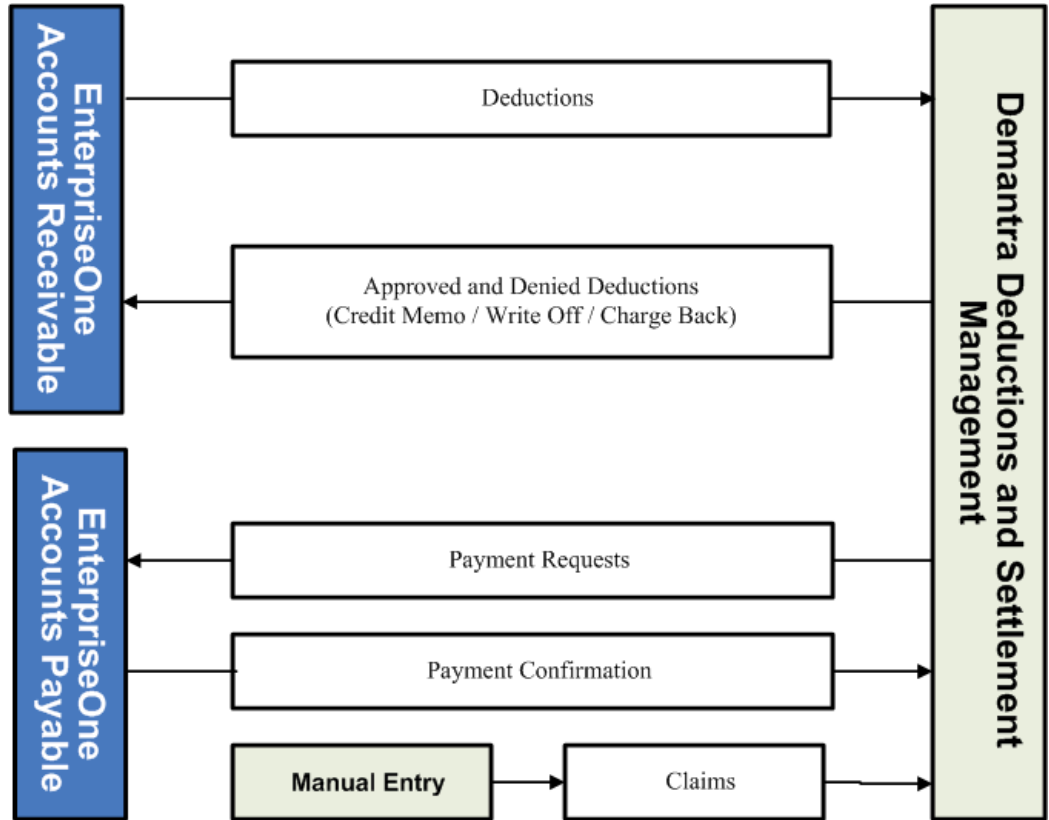 EnterpriseOne
Accounts Receivable
Deductions
Approved and Denied Deductions
(Credit Memo / Write Off / Charge Back)
EnterpriseOne
Accounts Payable
Payment Requests
Payment Confirmation
Manual Entry
Claims
Demantra Deductions and Settlement
Management